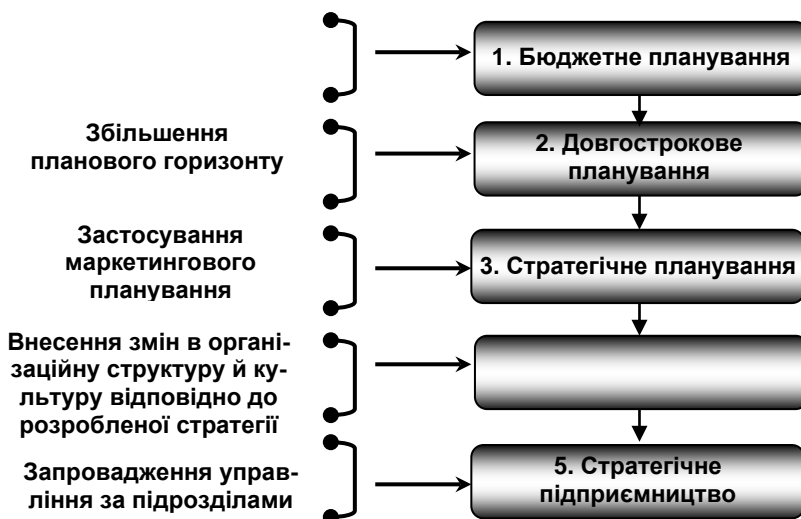 1. Бюджетне планування
Збільшення
планового горизонту
2. Довгострокове
планування
Застосування
маркетингового
планування
3. Стратегічне планування
Внесення змін в органі-
заційну структуру й ку-
льтуру відповідно до
розробленої стратегії
Запровадження управ-
ління за підрозділами
5. Стратегічне
підприємництво